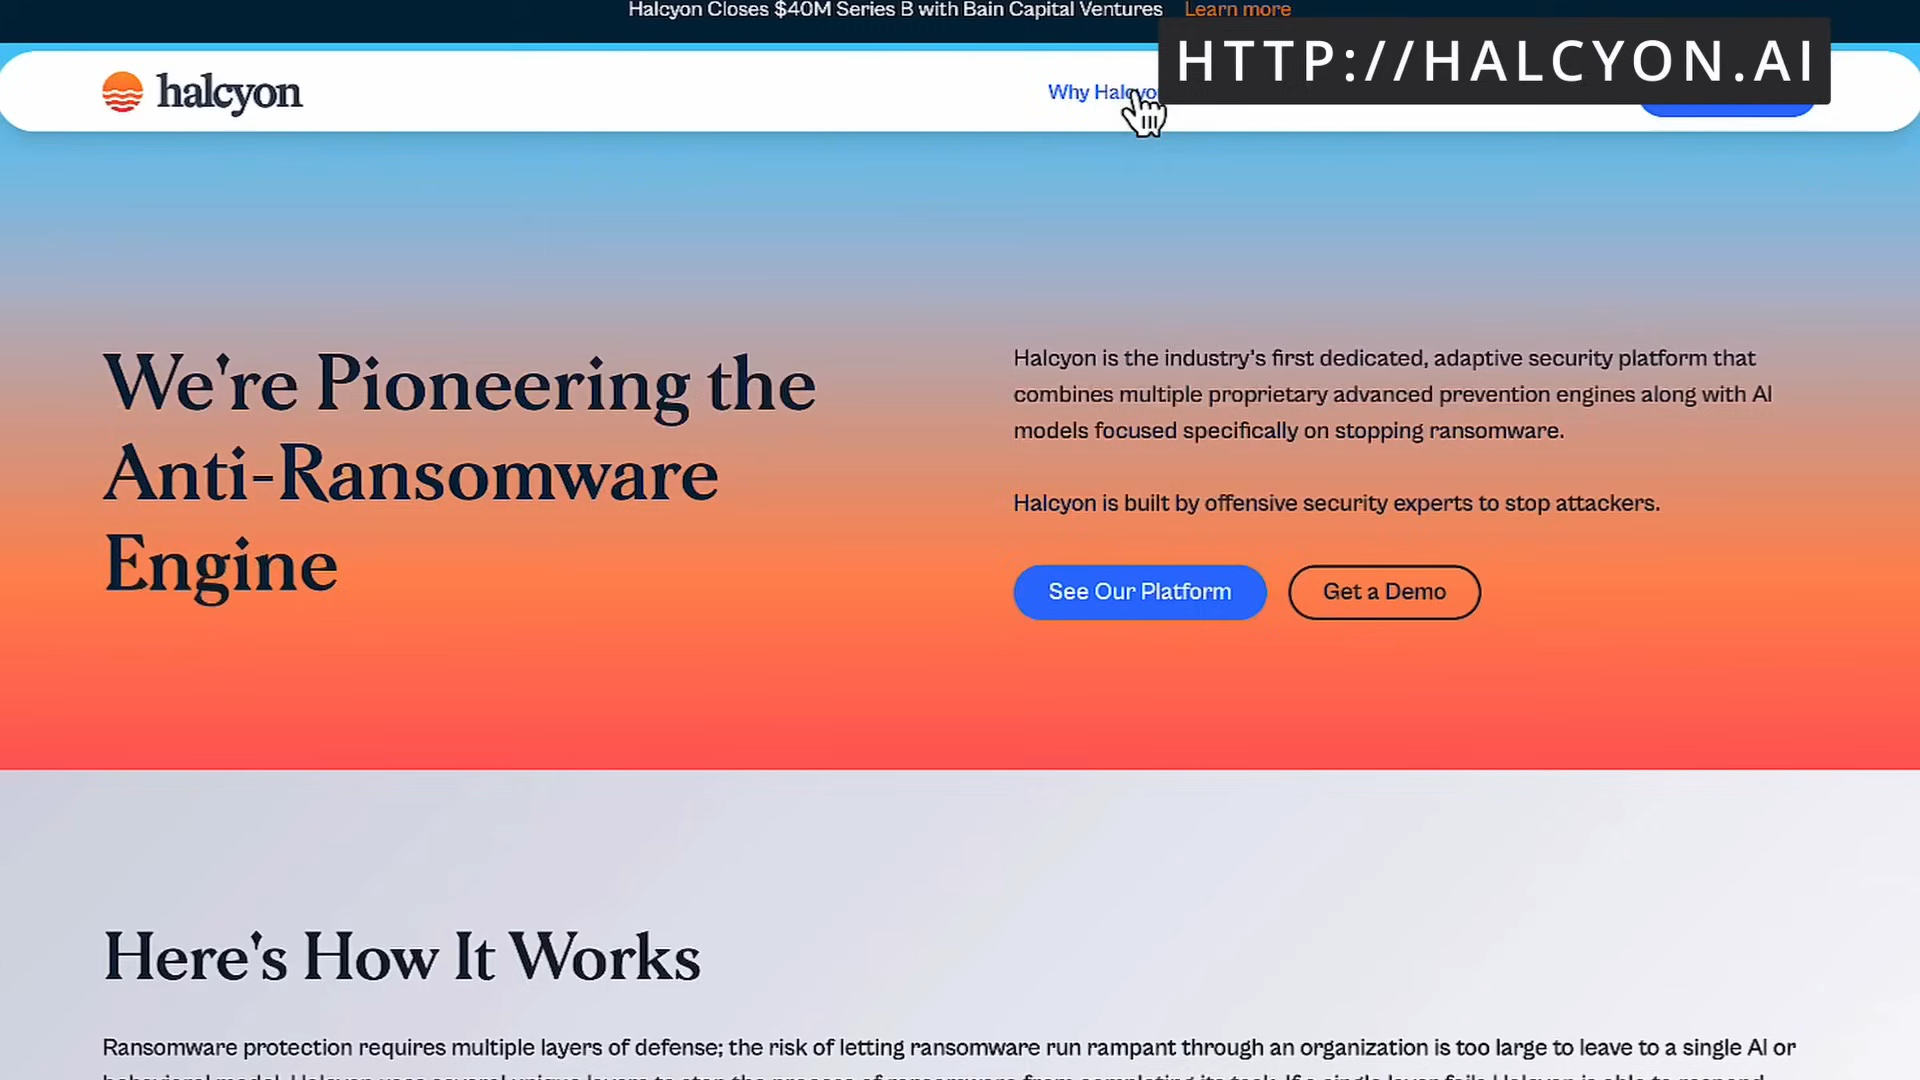 Halcyon Closes $40M Series B with Bain Capital Ventures Learn more
HTTP://HALCYON.AI
halcyon
Why Halcyon
We're Pioneering the
Anti-Ransomware
Engine
Halcyon is the industry's first dedicated, adaptive security platform that
combines multiple proprietary advanced prevention engines along with AI
models focused specifically on stopping ransomware.
Halcyon is built by offensive security experts to stop attackers.
See Our Platform
Get a Demo
Here's How It Works
Ransomware protection requires multiple layers of defense; the risk of letting ransomware run rampant through an organization is too large to leave to a single AI or